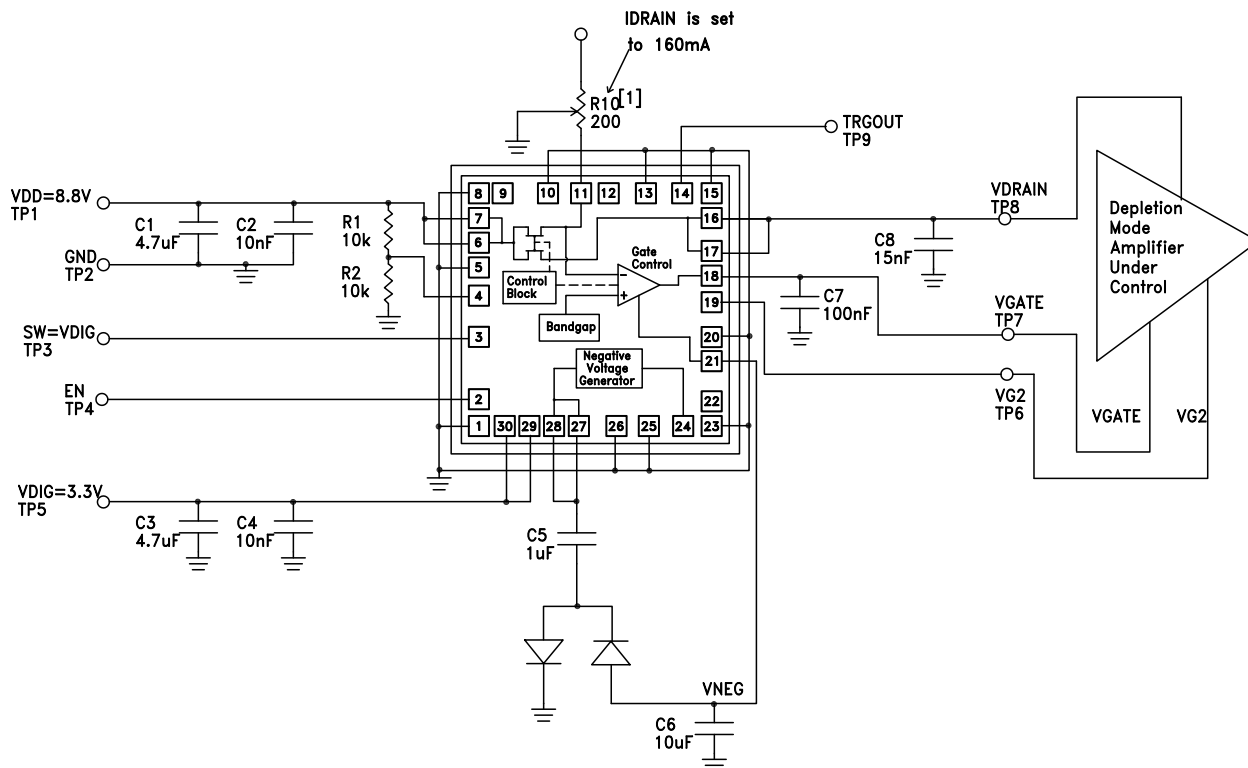 IDRAIN is set
to 160mA
R10[1]
200
TRGOUT
TP9
VDD=8.8V
TP1
C1
4.7uF
C2
10nF
R1
10k
GND
TP2
R2
10k
SW=VDIG
TP3
EN
TP4
VDIG=3.3V
TP5
C3
4.7uF
C4
10nF
8
9
10
11
12
13
14
15
7
6
5
4
3
2
1
30
29
28
27
26
25
24
23
16
17
18
19
20
21
22
Control
Block
Gate
Control
-
+
Bandgap
Negative
Voltage
Generator
VDRAIN
TP8
C8
15nF
C7
100nF
VGATE
TP7
VG2
TP6
Depletion
Mode
Amplifier
Under
Control
VGATE
VG2
C5
1uF
VNEG
C6
10uF